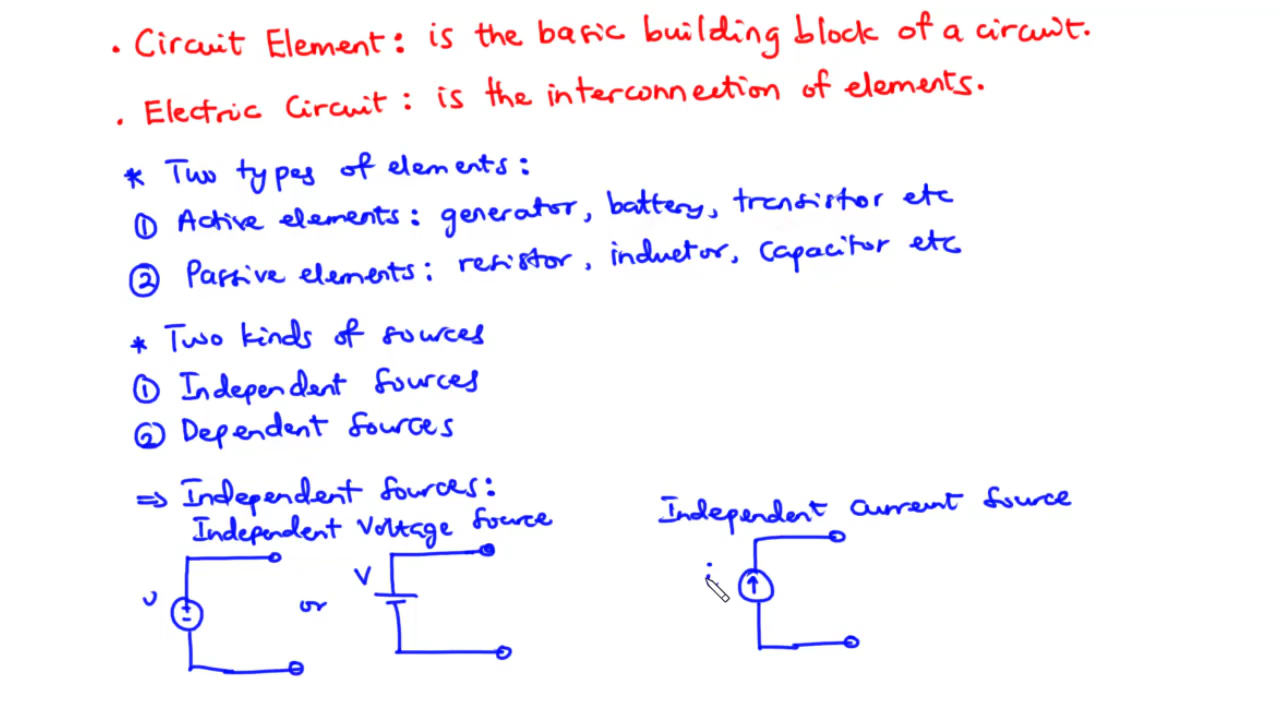 . Circuit Element: is the basic building block of a circuit.
. Electric Circuit: is the interconnection of elements.
* Two types of elements:
① Active elements: generator, battery, transistor etc
② Passive elements: resistor, inductor, capacitor etc
* Two kinds of sources
① Independent sources
② Dependent sources
⇒ Independent sources:
Independent Voltage source
Independent current source
υ + − or V
i ↑